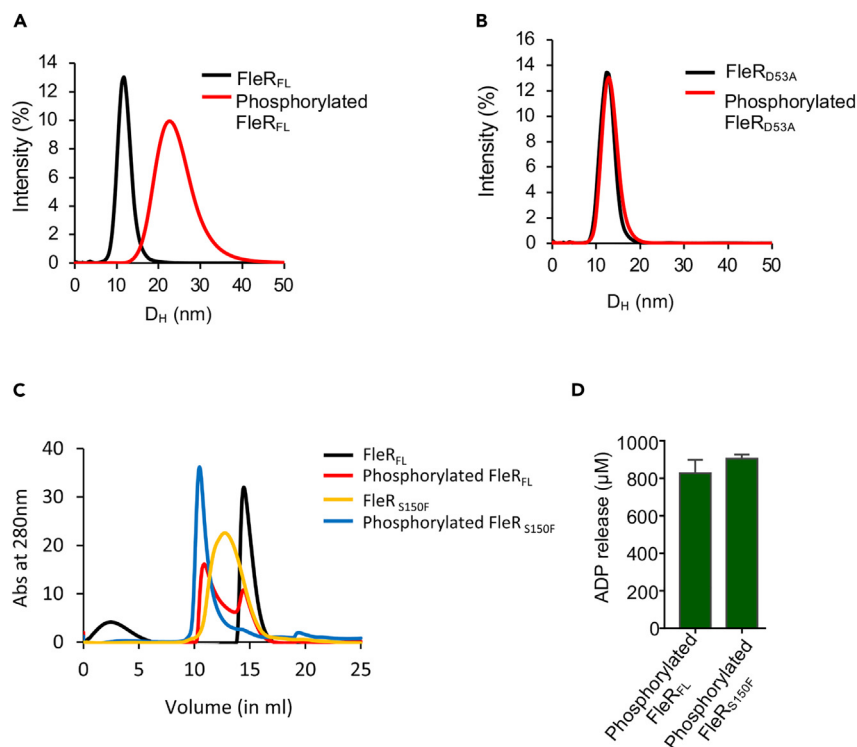 A
Intensity (%)
14
12
10
8
6
4
2
0
0 10 20 30 40 50
D_H (nm)
FleR_FL
Phosphorylated
FleR_FL
B
Intensity (%)
16
14
12
10
8
6
4
2
0
0 10 20 30 40 50
D_H (nm)
FleR_D53A
Phosphorylated
FleR_D53A
C
Abs at 280nm
40
30
20
10
0
0 5 10 15 20 25
Volume (in ml)
FleR_FL
Phosphorylated FleR_FL
FleR_S150F
Phosphorylated FleR_S150F
D
ADP release (µM)
1000
800
600
400
200
0
Phosphorylated
FleR_FL
Phosphorylated
FleR_S150F